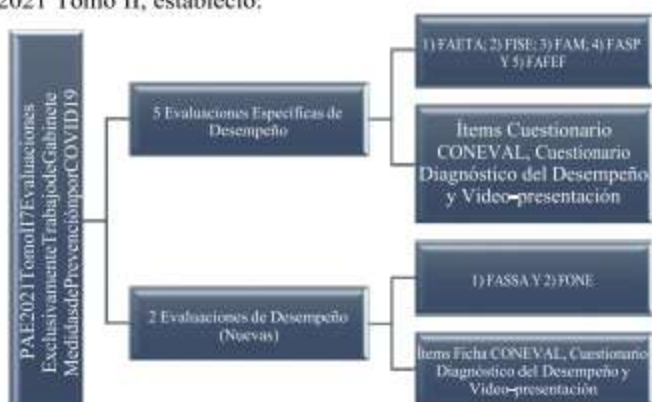 2021 Tomo II, estableció:
PAE2021TomoII7Evaluaciones
ExclusivamenteTrabajodeGabinete
MedidasdePrevenciónporCOVID19
5 Evaluaciones Específicas de
Desempeño
1) FAETA; 2) FISE; 3) FAM; 4) FASP
Y 5) FAFEF
Ítems Cuestionario
CONEVAL, Cuestionario
Diagnóstico del Desempeño
y Video-presentación
2 Evaluaciones de Desempeño
(Nuevas)
1) FASSA Y 2) FONE
Ítems Ficha CONEVAL, Cuestionario
Diagnóstico del Desempeño y
Video-presentación